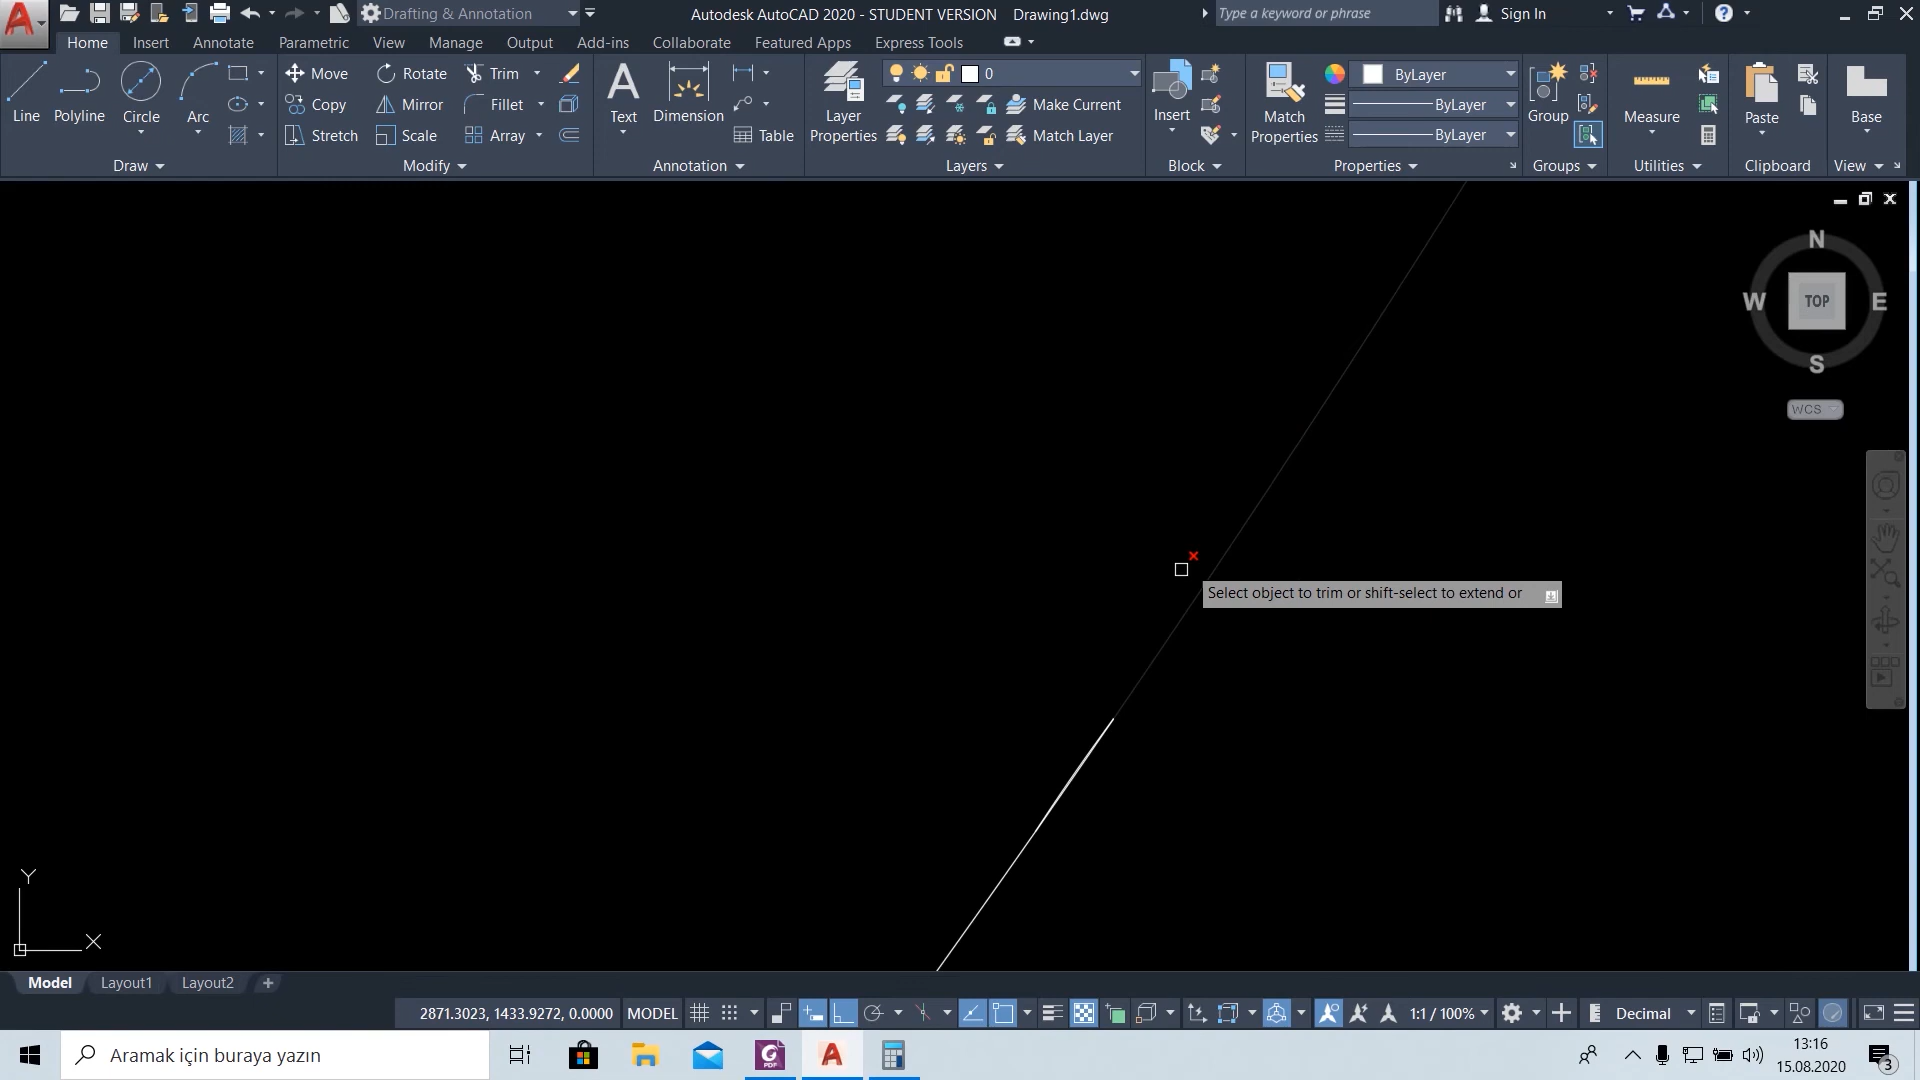 Drafting & Annotation
Autodesk AutoCAD 2020 - STUDENT VERSION Drawing1.dwg
Type a keyword or phrase
Sign In
Home Insert Annotate Parametric View Manage Output Add-ins Collaborate Featured Apps Express Tools
Line Polyline Circle Arc
Move Rotate Trim
Copy Mirror Fillet
Stretch Scale Array
Text Dimension Table
Layer Properties
0
Make Current
Match Layer
Insert
Match Properties
ByLayer
ByLayer
ByLayer
Group
Measure
Paste
Base
Draw Modify Annotation Layers Block Properties Groups Utilities Clipboard View
N
W TOP E
S
WCS
Select object to trim or shift-select to extend or
Y
X
Model Layout1 Layout2
2871.3023, 1433.9272, 0.0000 MODEL 1:1 / 100% Decimal
Aramak için buraya yazın
PDF
13:16
15.08.2020
3